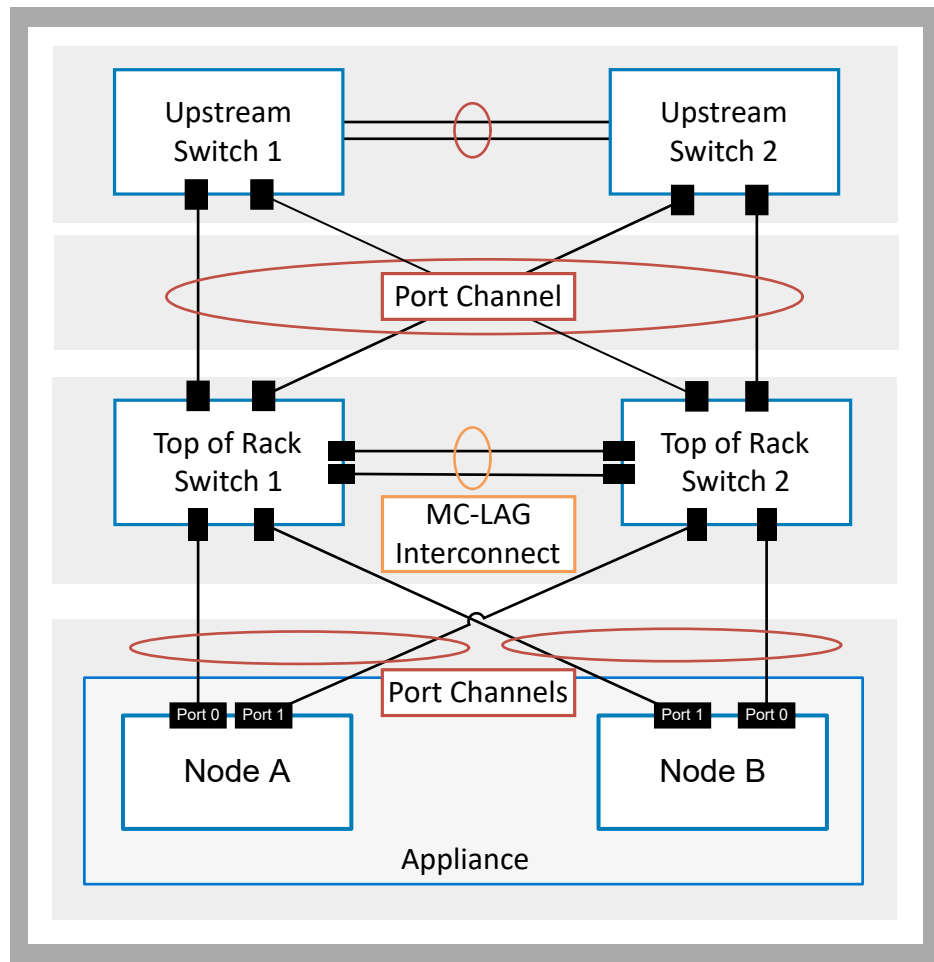 Upstream
Switch 1
Upstream
Switch 2
Port Channel
Top of Rack
Switch 1
Top of Rack
Switch 2
MC-LAG
Interconnect
Port Channels
Port 0
Port 1
Port 1
Port 0
Node A
Node B
Appliance